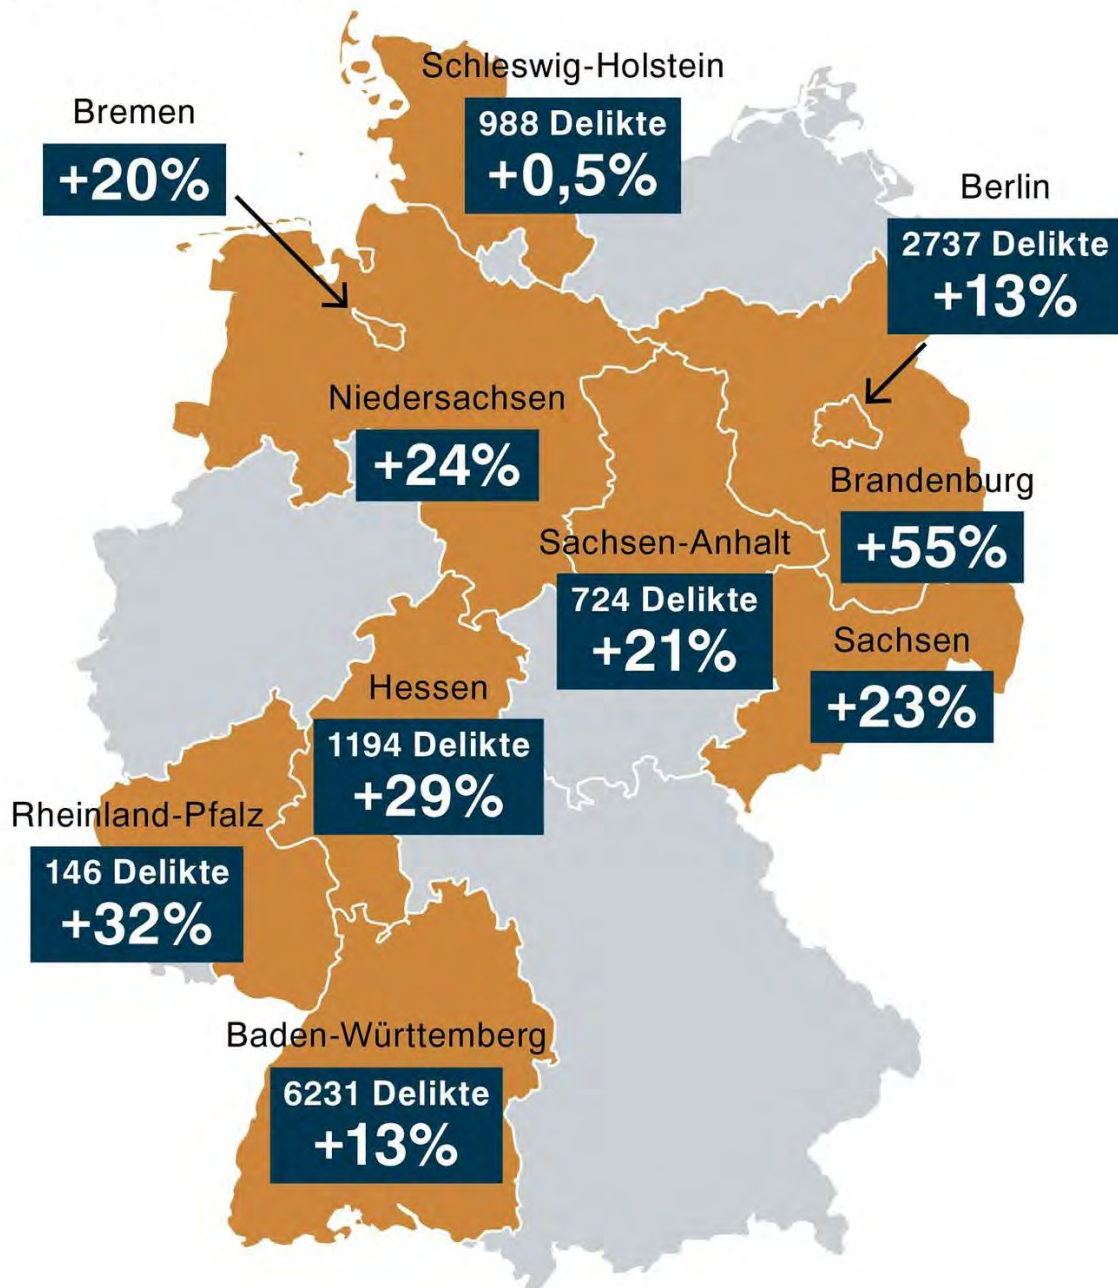 Schleswig-Holstein
988 Delikte
+0,5%
Bremen
+20%
Berlin
2737 Delikte
+13%
Niedersachsen
+24%
Brandenburg
+55%
Sachsen-Anhalt
724 Delikte
+21%
Sachsen
+23%
Hessen
1194 Delikte
+29%
Rheinland-Pfalz
146 Delikte
+32%
Baden-Württemberg
6231 Delikte
+13%